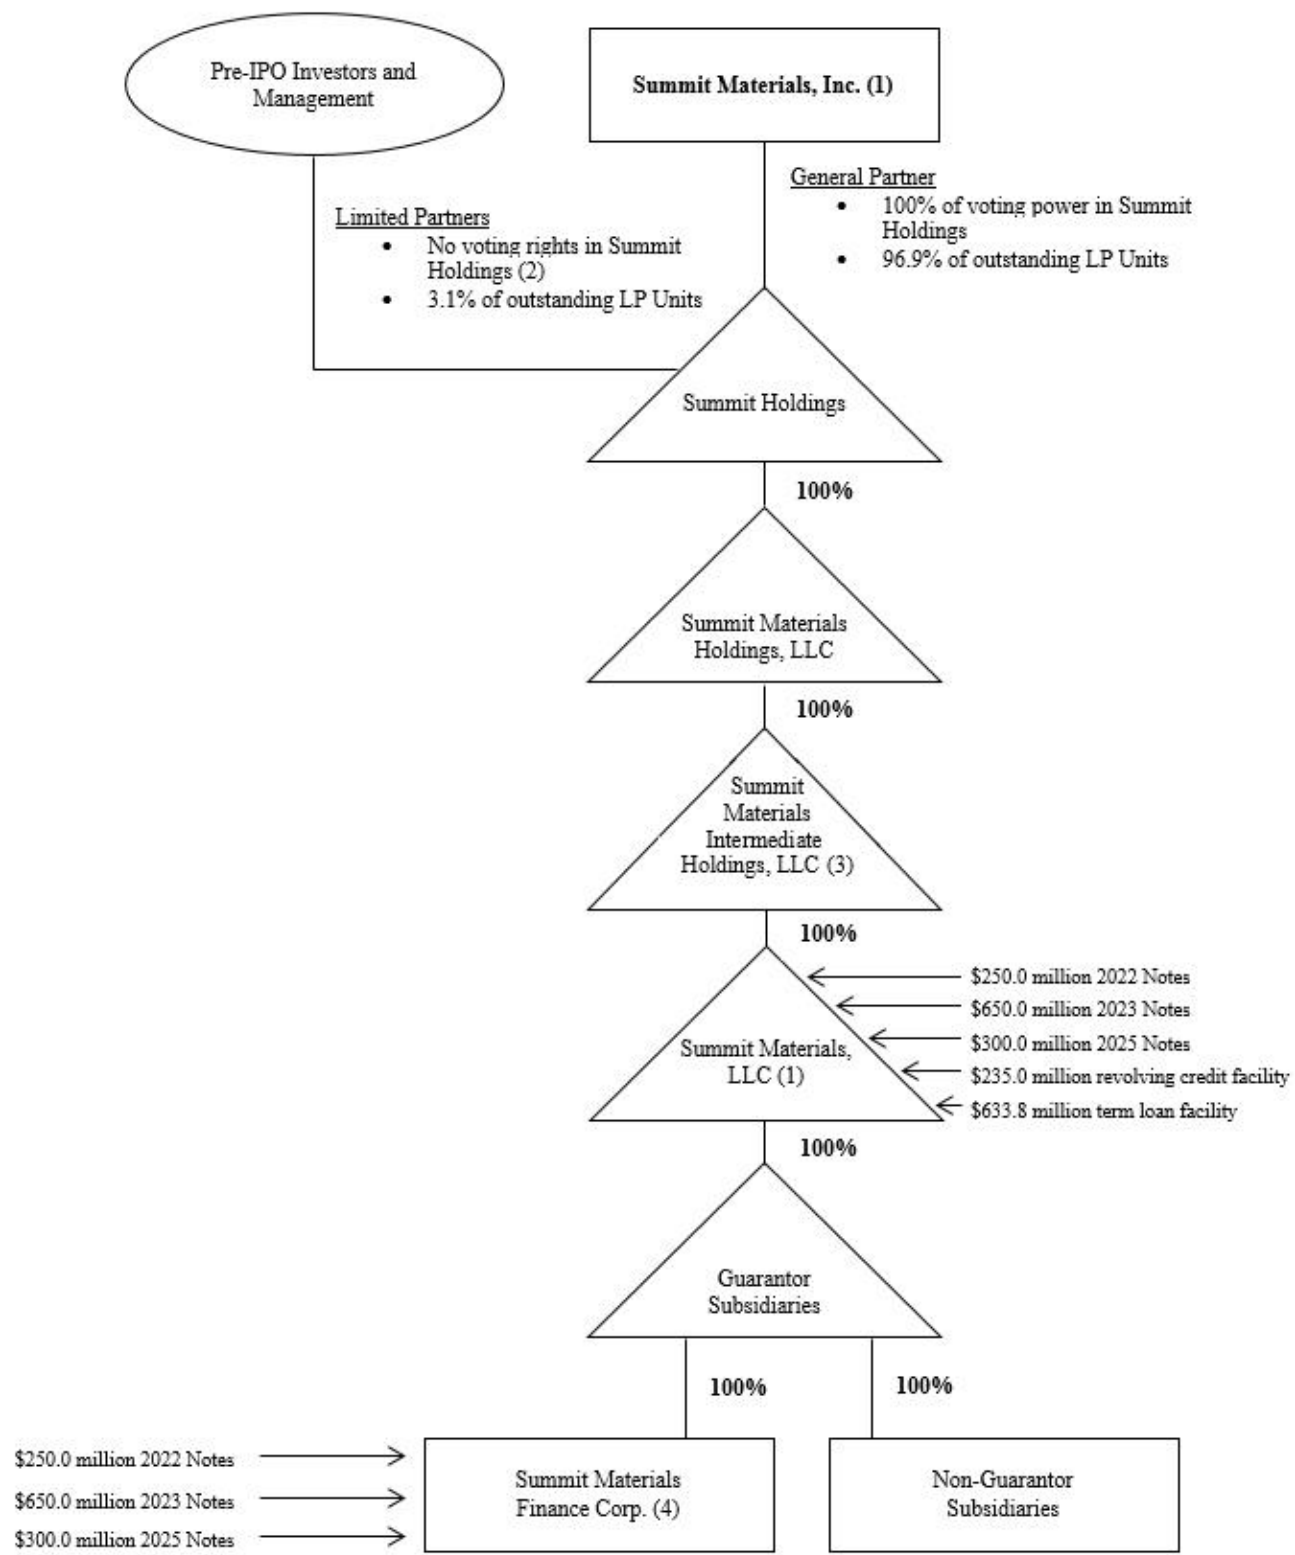 Pre-IPO Investors and
Management
Summit Materials, Inc. (1)
General Partner
• 100% of voting power in Summit
Holdings
• 96.9% of outstanding LP Units
Limited Partners
• No voting rights in Summit
Holdings (2)
• 3.1% of outstanding LP Units
Summit Holdings
100%
Summit Materials
Holdings, LLC
100%
Summit
Materials
Intermediate
Holdings, LLC (3)
100%
$250.0 million 2022 Notes
$650.0 million 2023 Notes
$300.0 million 2025 Notes
$235.0 million revolving credit facility
$633.8 million term loan facility
Summit Materials,
LLC (1)
100%
Guarantor
Subsidiaries
100%
100%
$250.0 million 2022 Notes
$650.0 million 2023 Notes
$300.0 million 2025 Notes
Summit Materials
Finance Corp. (4)
Non-Guarantor
Subsidiaries